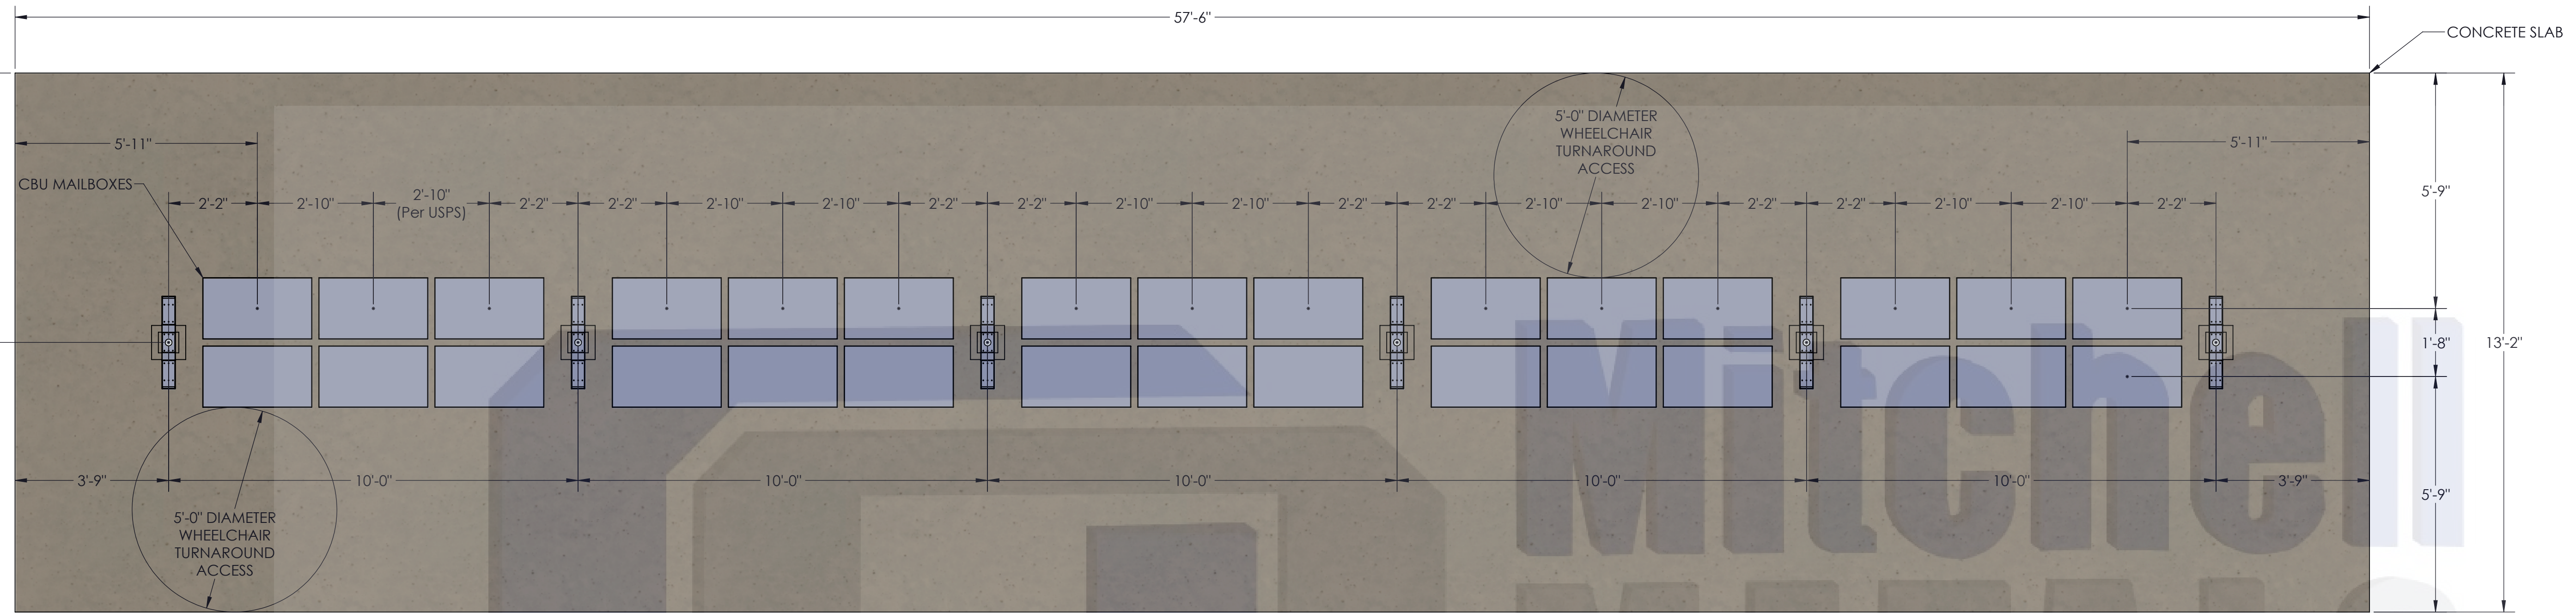 57'-6"
CONCRETE SLAB
5'-0" DIAMETER
WHEELCHAIR
TURNAROUND
ACCESS
5'-11"
5'-11"
CBU MAILBOXES
5'-9"
2'-2"
2'-10"
2'-10"
(Per USPS)
2'-2"
2'-2"
2'-10"
2'-10"
2'-2"
2'-2"
2'-10"
2'-10"
2'-2"
2'-2"
2'-10"
2'-10"
2'-2"
2'-2"
2'-10"
2'-10"
2'-2"
1'-8"
13'-2"
Mitchell
3'-9"
10'-0"
10'-0"
10'-0"
10'-0"
10'-0"
3'-9"
5'-9"
5'-0" DIAMETER
WHEELCHAIR
TURNAROUND
ACCESS